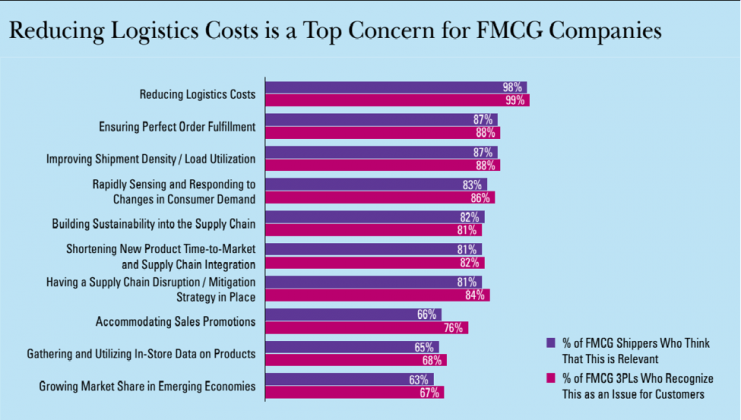 Reducing Logistics Costs is a Top Concern for FMCG Companies
Reducing Logistics Costs
98%
99%
Ensuring Perfect Order Fulfillment
87%
88%
Improving Shipment Density / Load Utilization
87%
88%
Rapidly Sensing and Responding to
Changes in Consumer Demand
83%
86%
Building Sustainability into the Supply Chain
82%
81%
Shortening New Product Time-to-Market
and Supply Chain Integration
81%
82%
Having a Supply Chain Disruption / Mitigation
Strategy in Place
81%
84%
Accommodating Sales Promotions
66%
76%
Gathering and Utilizing In-Store Data on Products
65%
68%
Growing Market Share in Emerging Economies
63%
67%
% of FMCG Shippers Who Think
That This is Relevant
% of FMCG 3PLs Who Recognize
This as an Issue for Customers